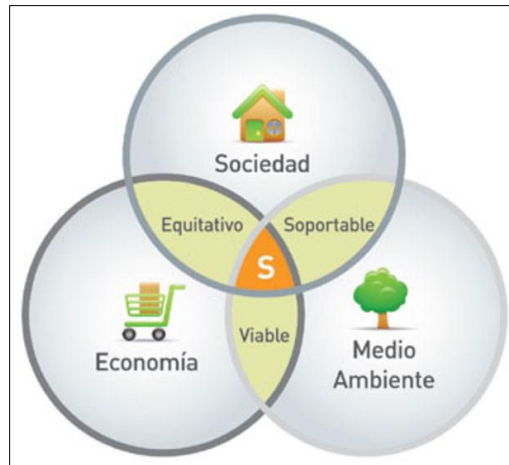 Sociedad
Equitativo
Soportable
S
Viable
Economía
Medio
Ambiente